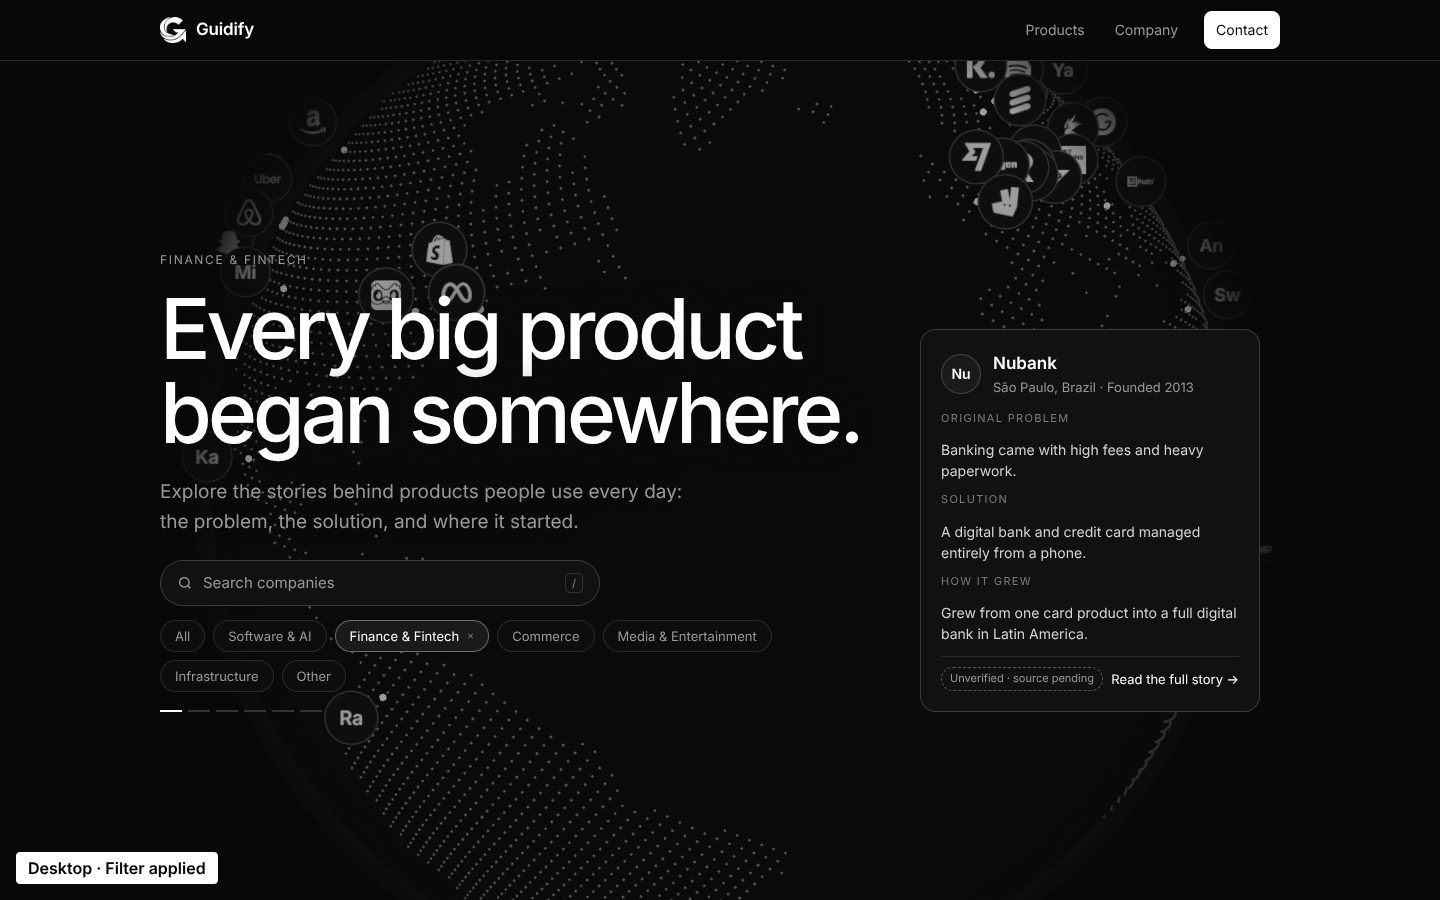 Guidify
Products
Company
Contact
K.
Ya
a
Uber
UiPath
An
Sw
FINANCE & FINTECH
Mi
Every big product
began somewhere.
Ka
Explore the stories behind products people use every day:
the problem, the solution, and where it started.
Search companies
/
All
Software & AI
Finance & Fintech ×
Commerce
Media & Entertainment
Infrastructure
Other
Ra
Nu
Nubank
São Paulo, Brazil · Founded 2013
ORIGINAL PROBLEM
Banking came with high fees and heavy
paperwork.
SOLUTION
A digital bank and credit card managed
entirely from a phone.
HOW IT GREW
Grew from one card product into a full digital
bank in Latin America.
Unverified · source pending
Read the full story →
Desktop · Filter applied